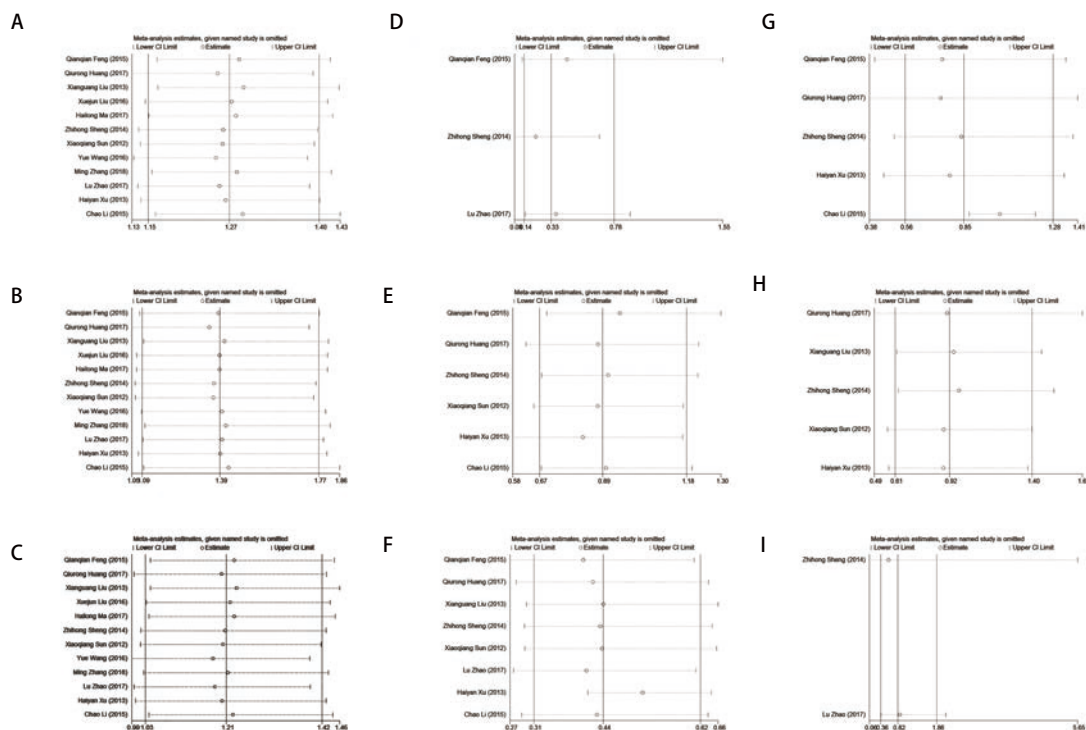 A
Meta-analysis estimates, given named study is omitted
Lower CI Limit Estimate Upper CI Limit
Qianqian Feng (2015)
Qiurong Huang (2017)
Xianguang Liu (2013)
Xuejun Liu (2016)
Hailong Ma (2017)
Zhihong Sheng (2014)
Xiaoqiang Sun (2012)
Yue Wang (2016)
Ming Zhang (2018)
Lu Zhao (2017)
Haiyan Xu (2013)
Chao Li (2015)
1.13 1.15 1.27 1.40 1.43
B
Meta-analysis estimates, given named study is omitted
Lower CI Limit Estimate Upper CI Limit
Qianqian Feng (2015)
Qiurong Huang (2017)
Xianguang Liu (2013)
Xuejun Liu (2016)
Hailong Ma (2017)
Zhihong Sheng (2014)
Xiaoqiang Sun (2012)
Yue Wang (2016)
Ming Zhang (2018)
Lu Zhao (2017)
Haiyan Xu (2013)
Chao Li (2015)
1.09 1.39 1.77 1.86
C
Meta-analysis estimates, given named study is omitted
Lower CI Limit Estimate Upper CI Limit
Qianqian Feng (2015)
Qiurong Huang (2017)
Xianguang Liu (2013)
Xuejun Liu (2016)
Hailong Ma (2017)
Zhihong Sheng (2014)
Xiaoqiang Sun (2012)
Yue Wang (2016)
Ming Zhang (2018)
Lu Zhao (2017)
Haiyan Xu (2013)
Chao Li (2015)
1.03 1.21 1.42 1.46
D
Meta-analysis estimates, given named study is omitted
Lower CI Limit Estimate Upper CI Limit
Qianqian Feng (2015)
Zhihong Sheng (2014)
Lu Zhao (2017)
0.14 0.33 0.78 1.55
E
Meta-analysis estimates, given named study is omitted
Lower CI Limit Estimate Upper CI Limit
Qianqian Feng (2015)
Qiurong Huang (2017)
Zhihong Sheng (2014)
Xiaoqiang Sun (2012)
Haiyan Xu (2013)
Chao Li (2015)
0.58 0.67 0.89 1.18 1.30
F
Meta-analysis estimates, given named study is omitted
Lower CI Limit Estimate Upper CI Limit
Qianqian Feng (2015)
Qiurong Huang (2017)
Xianguang Liu (2013)
Zhihong Sheng (2014)
Xiaoqiang Sun (2012)
Lu Zhao (2017)
Haiyan Xu (2013)
Chao Li (2015)
0.27 0.31 0.44 0.62
G
Meta-analysis estimates, given named study is omitted
Lower CI Limit Estimate Upper CI Limit
Qianqian Feng (2015)
Qiurong Huang (2017)
Zhihong Sheng (2014)
Haiyan Xu (2013)
Chao Li (2015)
0.38 0.56 0.85 1.28 1.41
H
Meta-analysis estimates, given named study is omitted
Lower CI Limit Estimate Upper CI Limit
Qiurong Huang (2017)
Xianguang Liu (2013)
Zhihong Sheng (2014)
Xiaoqiang Sun (2012)
Haiyan Xu (2013)
0.49 0.61 0.92 1.40
I
Meta-analysis estimates, given named study is omitted
Lower CI Limit Estimate Upper CI Limit
Zhihong Sheng (2014)
Lu Zhao (2017)